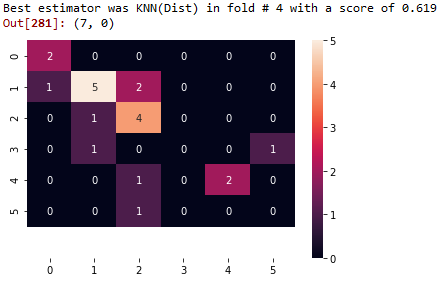 Best estimator was KNN(Dist) in fold # 4 with a score of 0.619
Out[281]: (7, 0)
0 2 0 0 0 0 0
1 1 5 2 0 0 0
2 0 1 4 0 0 0
3 0 1 0 0 0 1
4 0 0 1 0 2 0
5 0 0 1 0 0 0
0 1 2 3 4 5
5
4
3
2
1
0